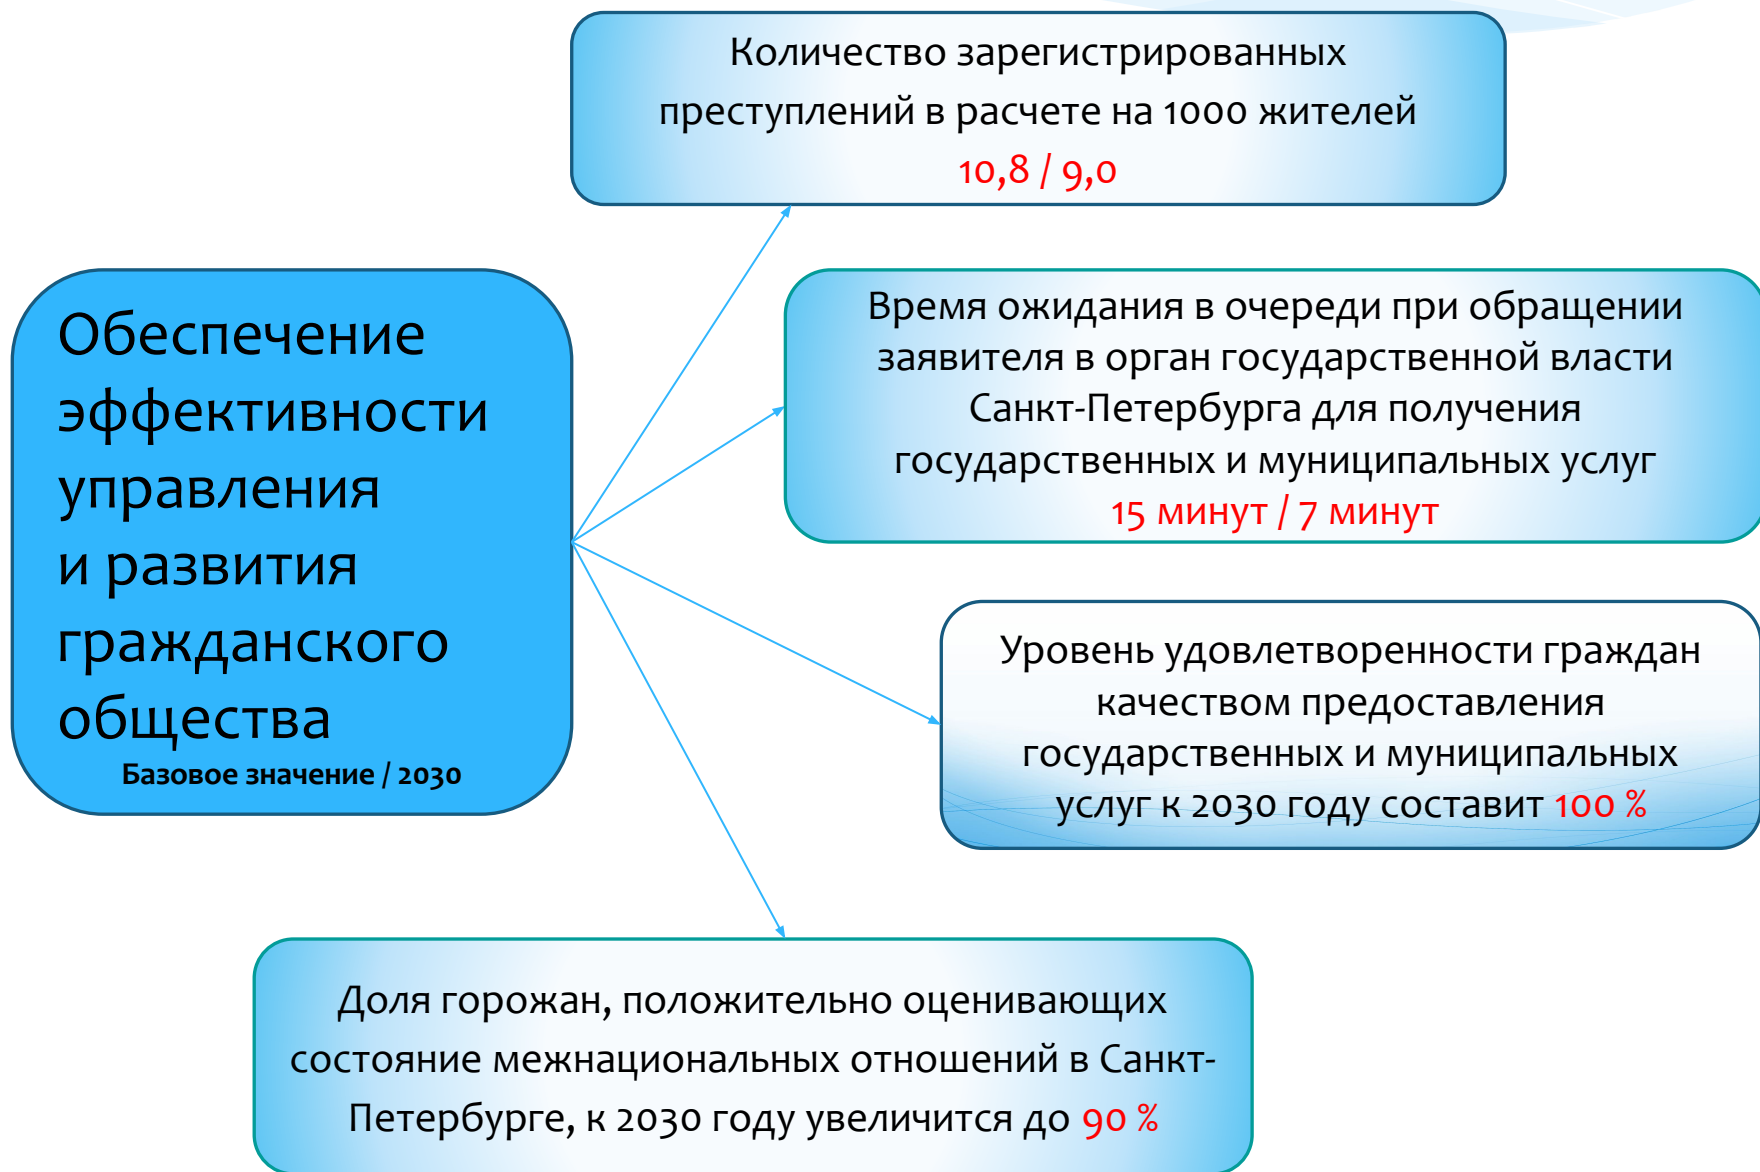 Количество зарегистрированных
преступлений в расчете на 1000 жителей
10,8 / 9,0
Обеспечение
эффективности
управления
и развития
гражданского
общества
Базовое значение / 2030
Время ожидания в очереди при обращении
заявителя в орган государственной власти
Санкт-Петербурга для получения
государственных и муниципальных услуг
15 минут / 7 минут
Уровень удовлетворенности граждан
качеством предоставления
государственных и муниципальных
услуг к 2030 году составит 100 %
Доля горожан, положительно оценивающих
состояние межнациональных отношений в Санкт-
Петербурге, к 2030 году увеличится до 90 %